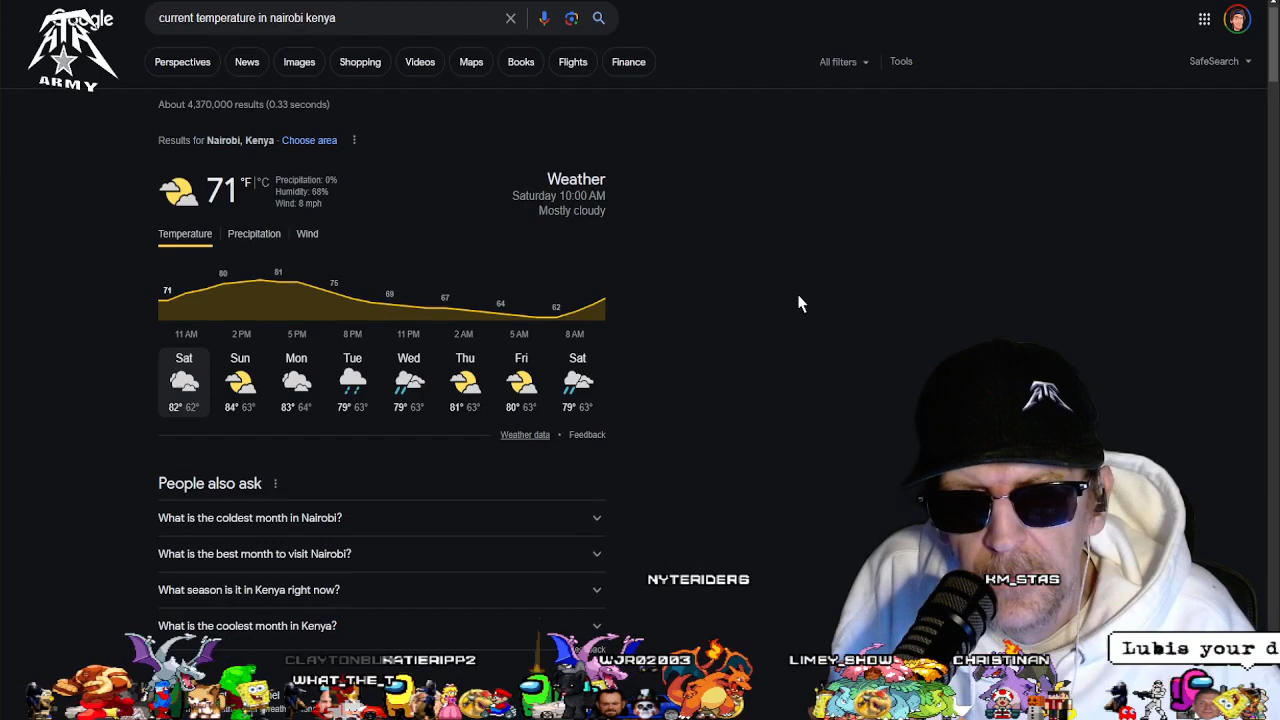 Google
ATR
ARMY
current temperature in nairobi kenya
Perspectives News Images Shopping Videos Maps Books Flights Finance
All filters Tools
SafeSearch
About 4,370,000 results (0.33 seconds)
Results for Nairobi, Kenya · Choose area
71 °F | °C
Precipitation: 0%
Humidity: 68%
Wind: 8 mph
Weather
Saturday 10:00 AM
Mostly cloudy
Temperature Precipitation Wind
71 80 81 75 69 67 64 62
11 AM 2 PM 5 PM 8 PM 11 PM 2 AM 5 AM 8 AM
Sat Sun Mon Tue Wed Thu Fri Sat
82° 62° 84° 63° 83° 64° 79° 63° 79° 63° 81° 63° 80° 63° 79° 63°
Weather data • Feedback
People also ask
What is the coldest month in Nairobi?
What is the best month to visit Nairobi?
What season is it in Kenya right now?
What is the coolest month in Kenya?
ATR
NYTERIDER6
KM_STAS
Lubis your d
KATIERIPP2
WJR02003
LIMEY_SHOW
CHRISTINAN
WHAT_THE_T